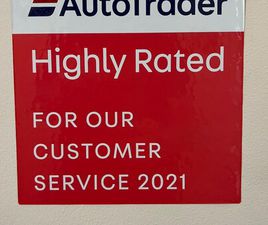 AutoTrader
Highly Rated
FOR OUR
CUSTOMER
SERVICE 2021